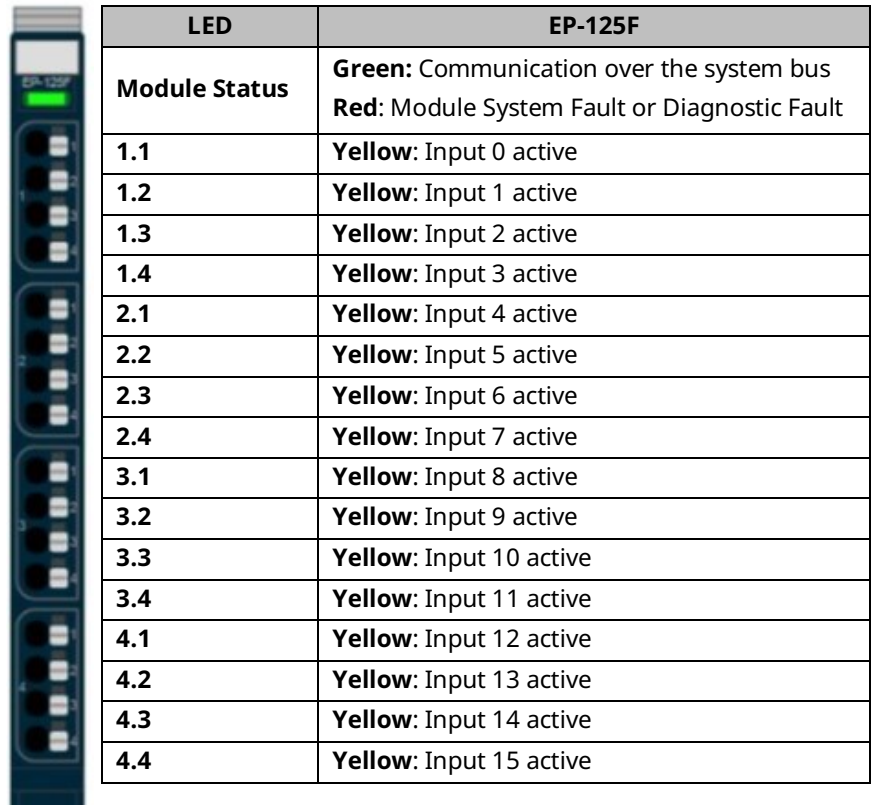 EP-125F
1
2
1
3
4
1
2
2
3
4
1
2
3
3
4
1
2
4
3
4
LED EP-125F
Module Status Green: Communication over the system bus
Red: Module System Fault or Diagnostic Fault
1.1 Yellow: Input 0 active
1.2 Yellow: Input 1 active
1.3 Yellow: Input 2 active
1.4 Yellow: Input 3 active
2.1 Yellow: Input 4 active
2.2 Yellow: Input 5 active
2.3 Yellow: Input 6 active
2.4 Yellow: Input 7 active
3.1 Yellow: Input 8 active
3.2 Yellow: Input 9 active
3.3 Yellow: Input 10 active
3.4 Yellow: Input 11 active
4.1 Yellow: Input 12 active
4.2 Yellow: Input 13 active
4.3 Yellow: Input 14 active
4.4 Yellow: Input 15 active